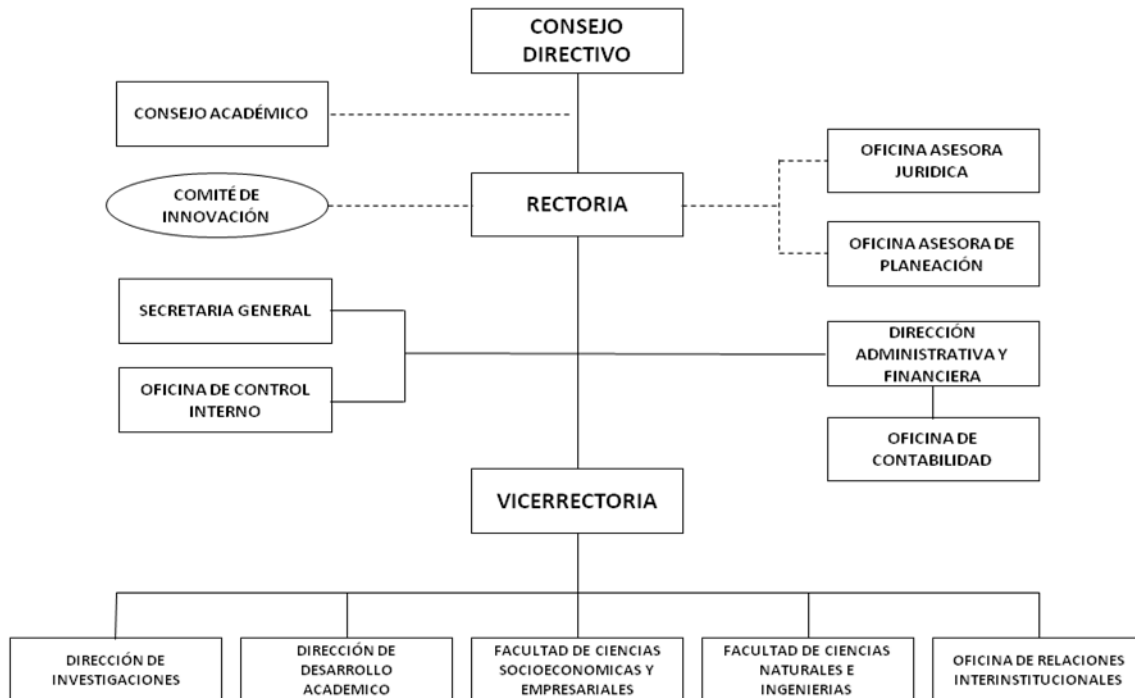 CONSEJO
DIRECTIVO
CONSEJO ACADÉMICO
OFICINA ASESORA
JURIDICA
COMITÉ DE
INNOVACIÓN
RECTORIA
OFICINA ASESORA DE
PLANEACIÓN
SECRETARIA GENERAL
DIRECCIÓN
ADMINISTRATIVA Y
FINANCIERA
OFICINA DE CONTROL
INTERNO
OFICINA DE
CONTABILIDAD
VICERRECTORIA
DIRECCIÓN DE
INVESTIGACIONES
DIRECCIÓN DE
DESARROLLO
ACADEMICO
FACULTAD DE CIENCIAS
SOCIOECONOMICAS Y
EMPRESARIALES
FACULTAD DE CIENCIAS
NATURALES E
INGENIERIAS
OFICINA DE RELACIONES
INTERINSTITUCIONALES